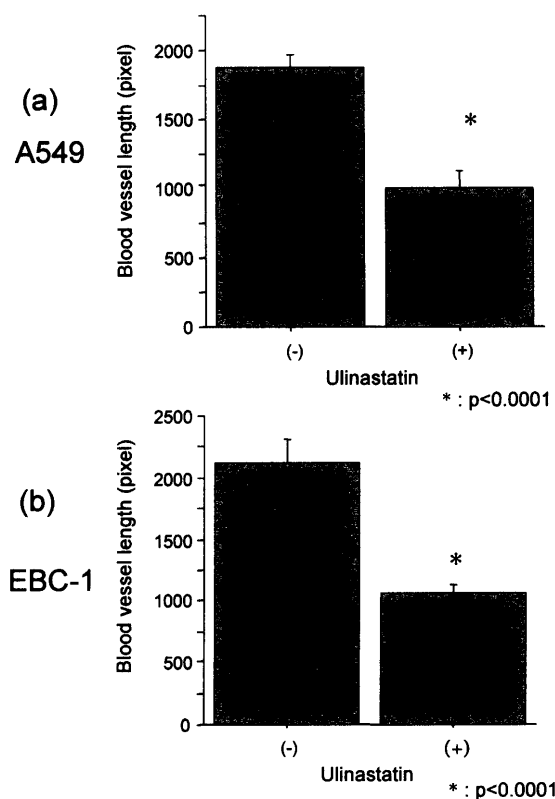 (a)
A549
Blood vessel length (pixel)
2000
1500
1000
500
0
*
(-) (+)
Ulinastatin
* : p<0.0001
(b)
EBC-1
Blood vessel length (pixel)
2500
2000
1500
1000
500
0
*
(-) (+)
Ulinastatin
* : p<0.0001